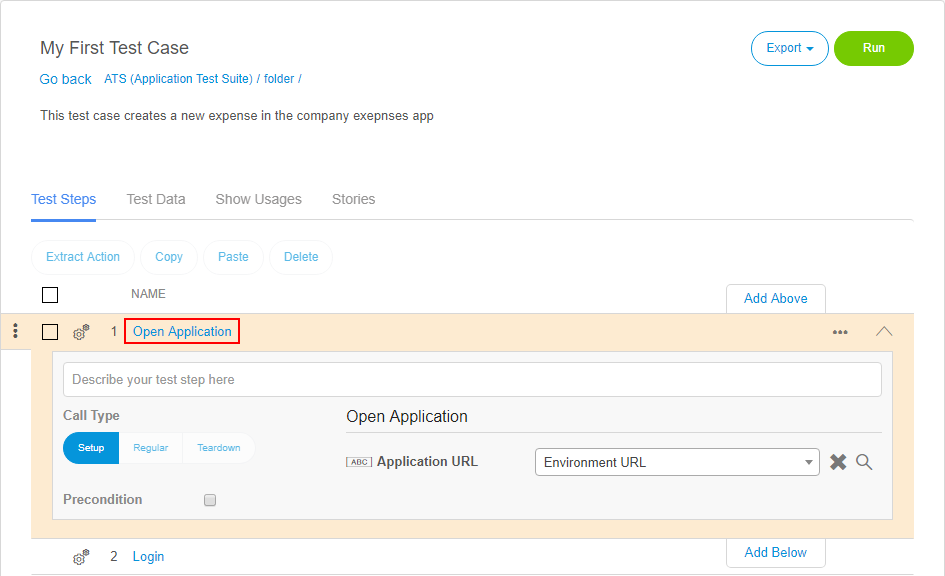 My First Test Case
Export
Run
Go back ATS (Application Test Suite) / folder /
This test case creates a new expense in the company exepnses app
Test Steps Test Data Show Usages Stories
Extract Action Copy Paste Delete
NAME
Add Above
1 Open Application
Describe your test step here
Call Type
Open Application
Setup Regular Teardown
ABC Application URL
Environment URL
Precondition
2 Login
Add Below